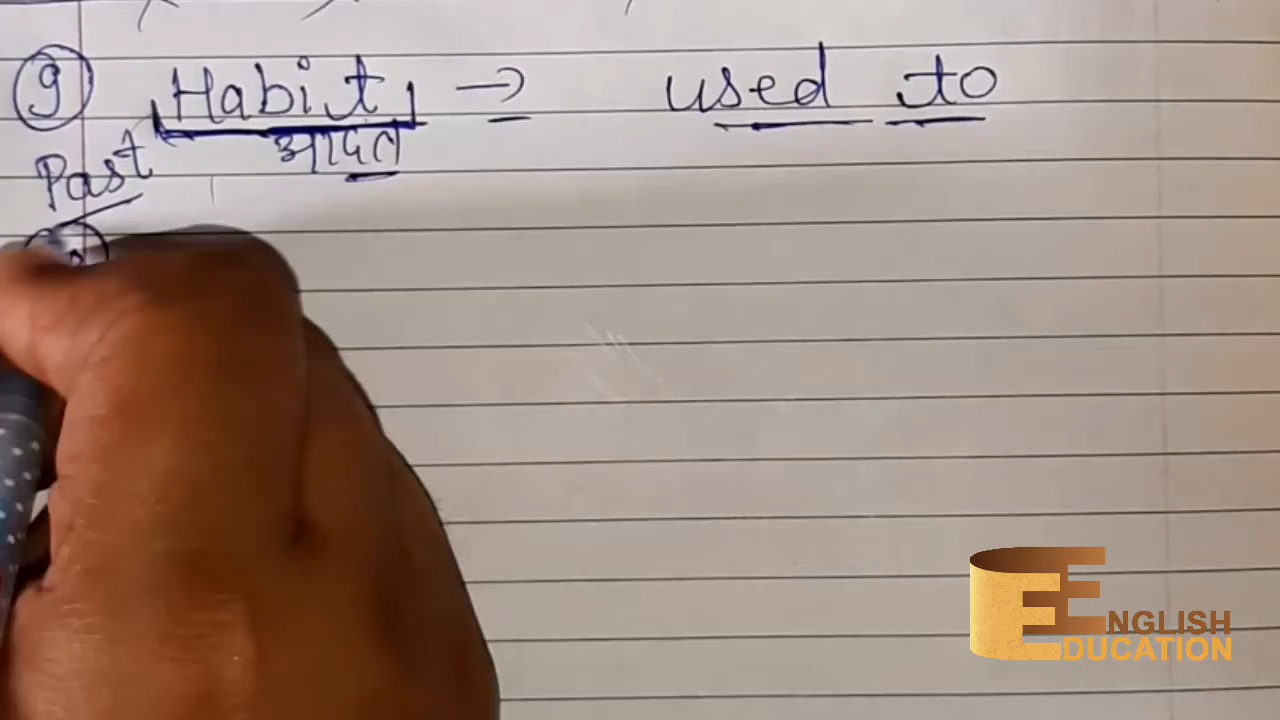 9 Habit → used to
आदत
Past
ENGLISH
EDUCATION